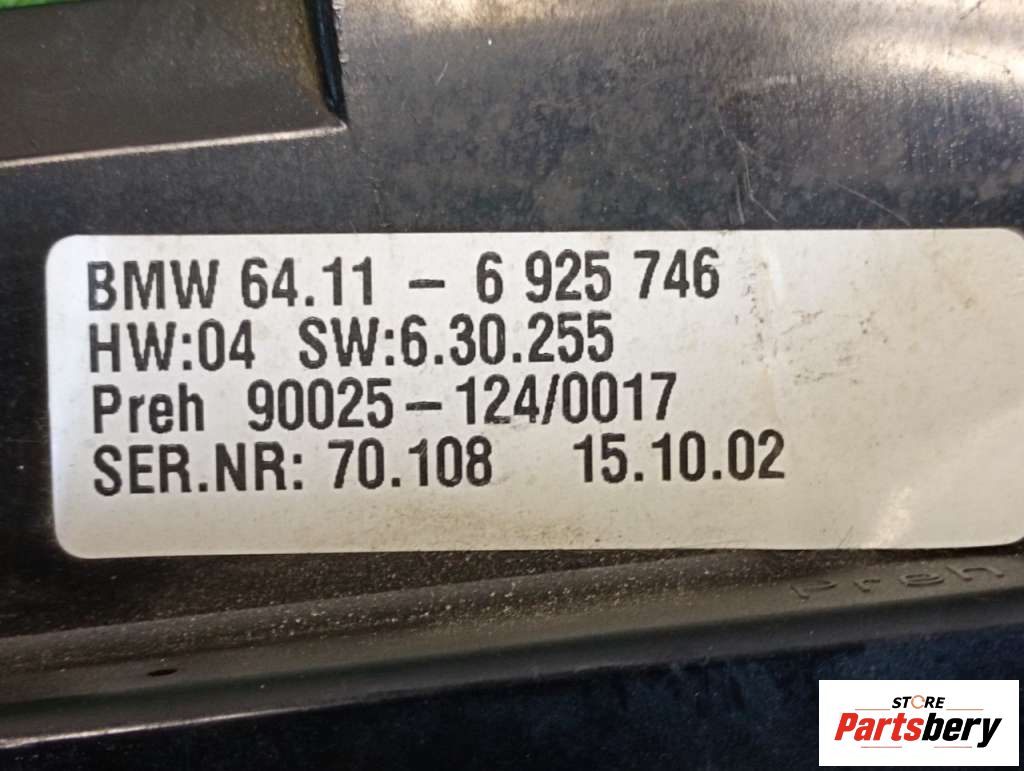 BMW 64.11 – 6 925 746
HW:04 SW:6.30.255
Preh 90025–124/0017
SER.NR: 70.108 15.10.02
preh
STORE
Partsbery